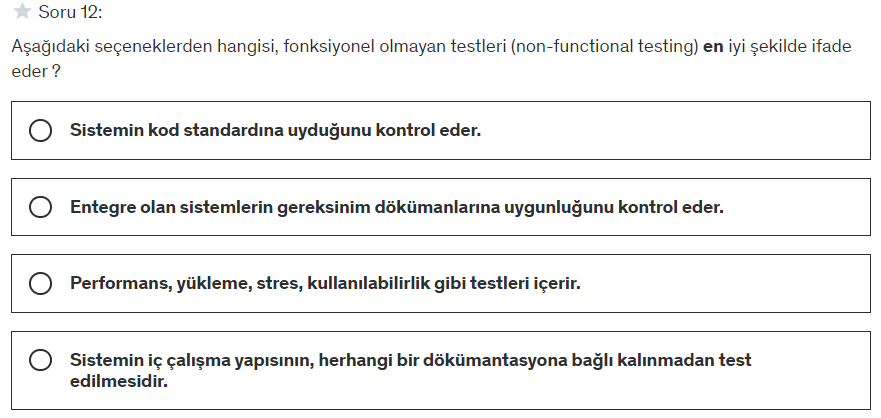 Soru 12:
Aşağıdaki seçeneklerden hangisi, fonksiyonel olmayan testleri (non-functional testing) en iyi şekilde ifade
eder ?
Sistemin kod standardına uyduğunu kontrol eder.
Entegre olan sistemlerin gereksinim dökümanlarına uygunluğunu kontrol eder.
Performans, yükleme, stres, kullanılabilirlik gibi testleri içerir.
Sistemin iç çalışma yapısının, herhangi bir dökümantasyona bağlı kalınmadan test
edilmesidir.